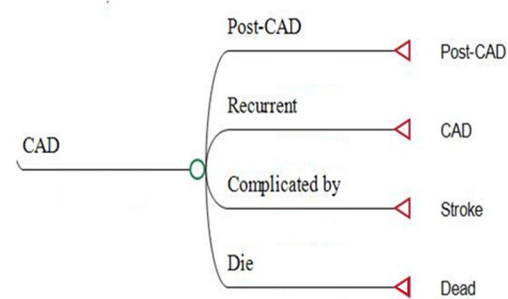 Post-CAD
Post-CAD
Recurrent
CAD
CAD
Complicated by
Stroke
Die
Dead